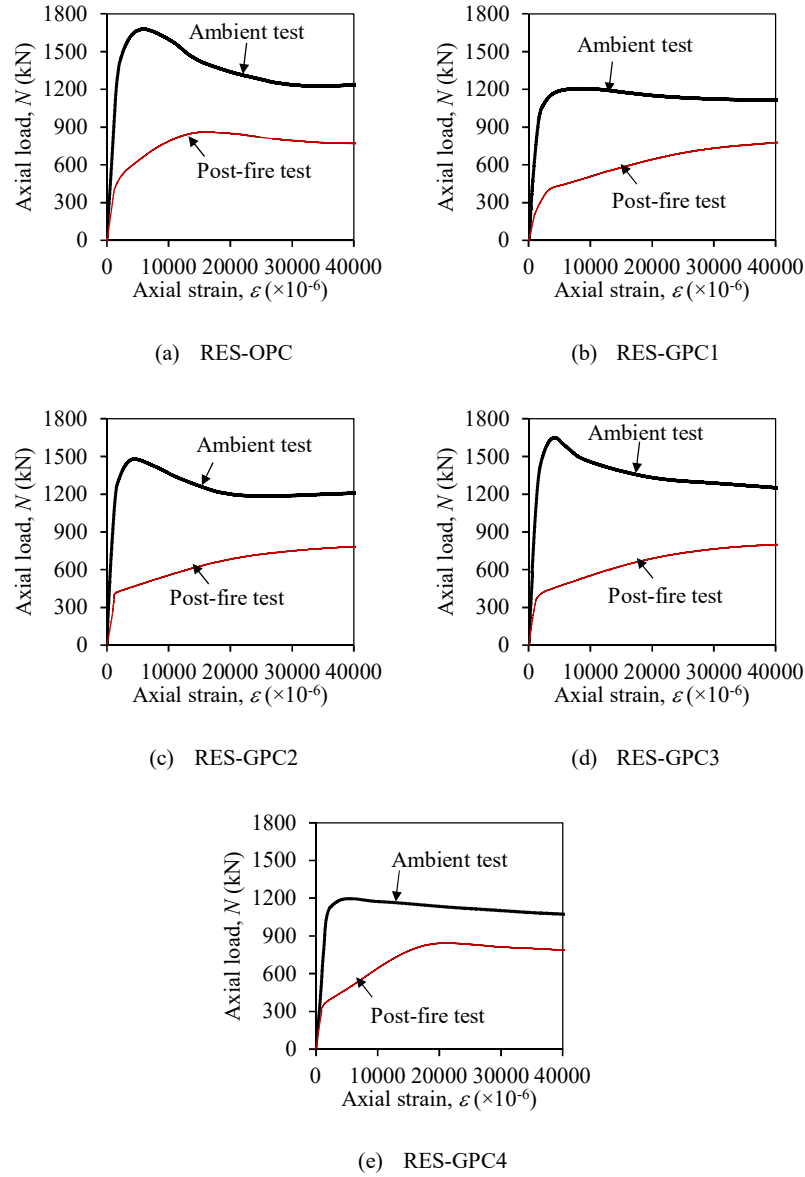 1800
1500
1200
900
600
300
0
Axial load, N (kN)
Ambient test
Post-fire test
0 10000 20000 30000 40000
Axial strain, ε (×10⁻⁶)
(a) RES-OPC
1800
1500
1200
900
600
300
0
Axial load, N (kN)
Ambient test
Post-fire test
0 10000 20000 30000 40000
Axial strain, ε (×10⁻⁶)
(b) RES-GPC1
1800
1500
1200
900
600
300
0
Axial load, N (kN)
Ambient test
Post-fire test
0 10000 20000 30000 40000
Axial strain, ε (×10⁻⁶)
(c) RES-GPC2
1800
1500
1200
900
600
300
0
Axial load, N (kN)
Ambient test
Post-fire test
0 10000 20000 30000 40000
Axial strain, ε (×10⁻⁶)
(d) RES-GPC3
1800
1500
1200
900
600
300
0
Axial load, N (kN)
Ambient test
Post-fire test
0 10000 20000 30000 40000
Axial strain, ε (×10⁻⁶)
(e) RES-GPC4